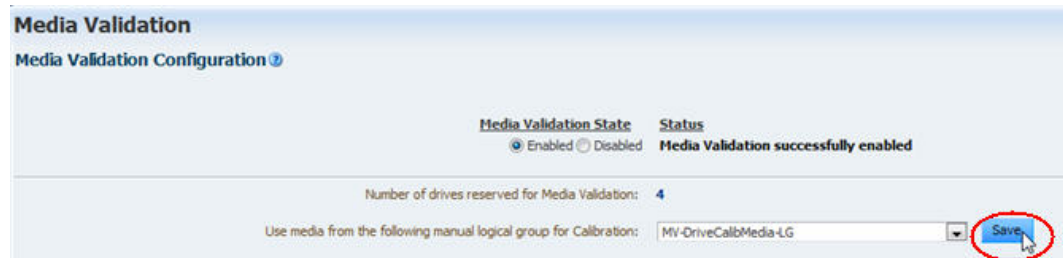 Media Validation
Media Validation Configuration ?
Media Validation State Status
Enabled Disabled Media Validation successfully enabled
Number of drives reserved for Media Validation: 4
Use media from the following manual logical group for Calibration: MV-DriveCalibMedia-LG Save